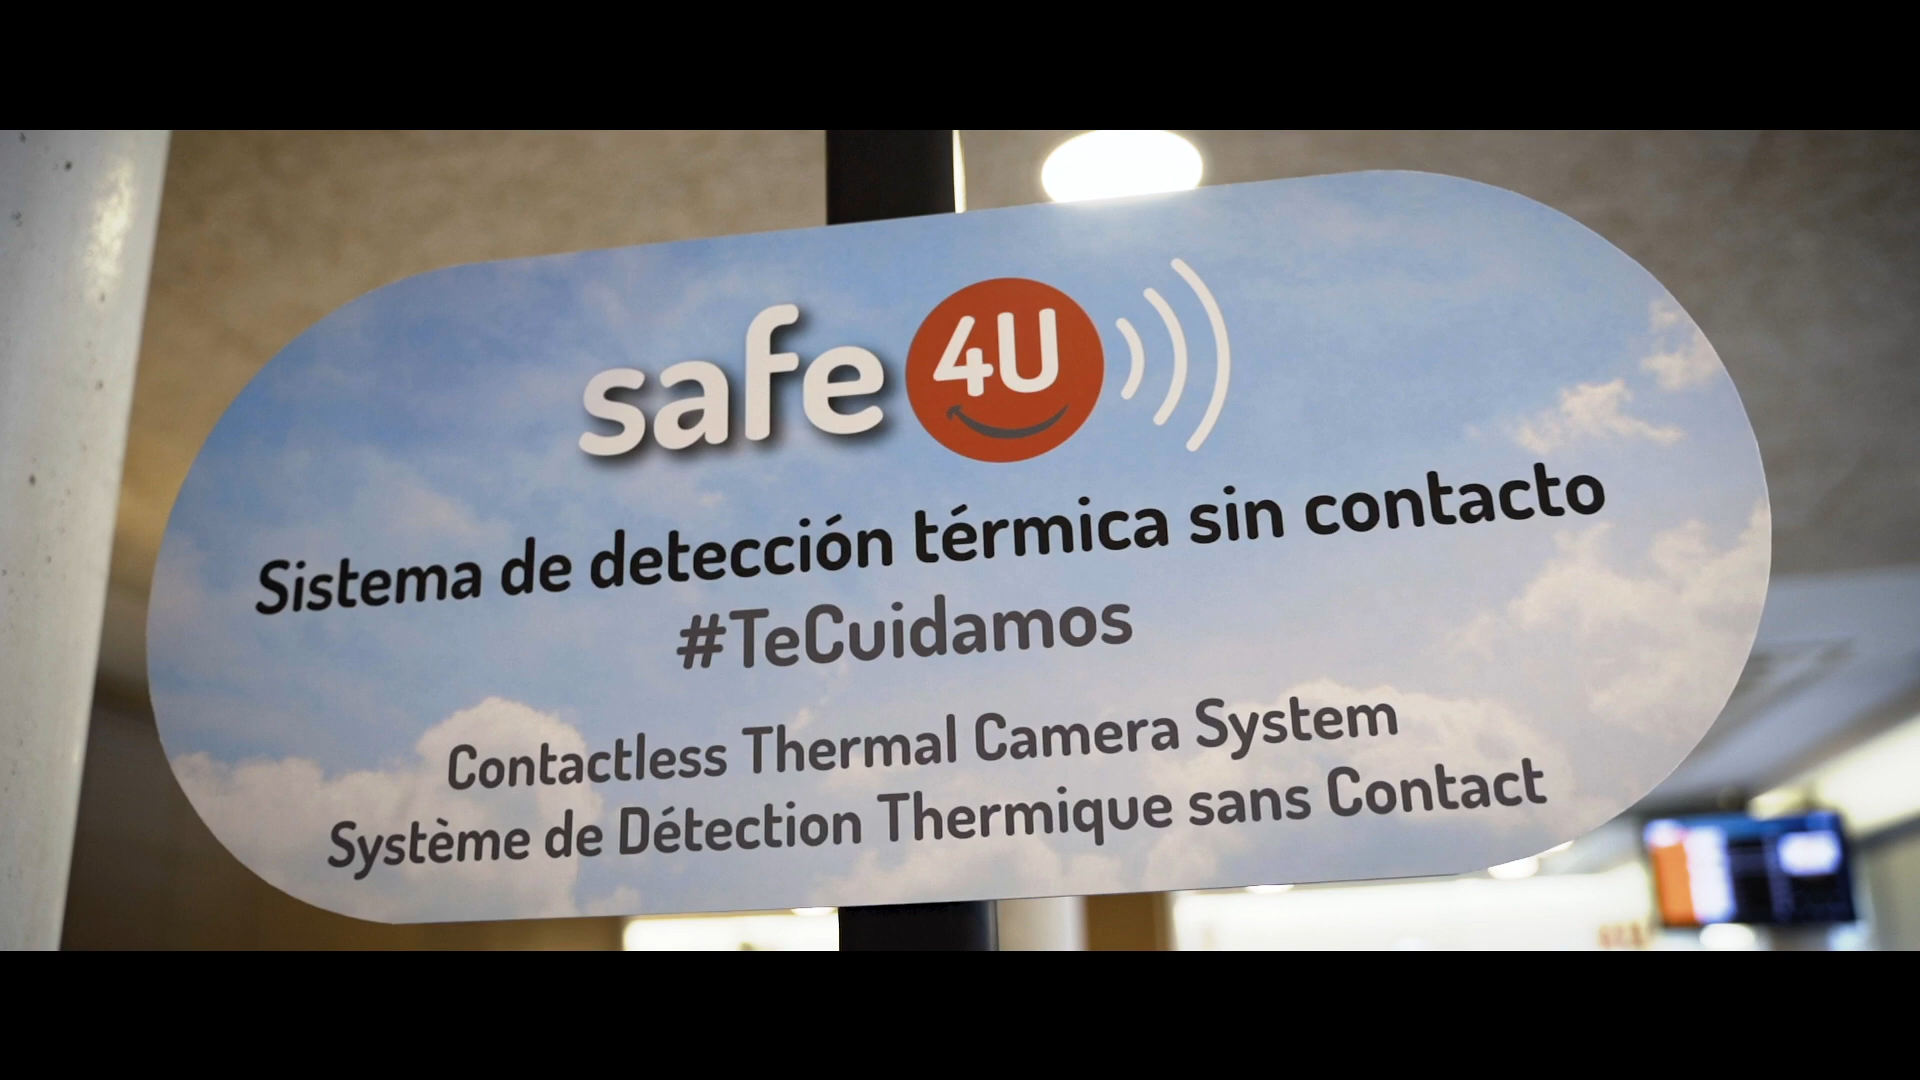 safe 4U
Sistema de detección térmica sin contacto
#TeCuidamos
Contactless Thermal Camera System
Système de Détection Thermique sans Contact